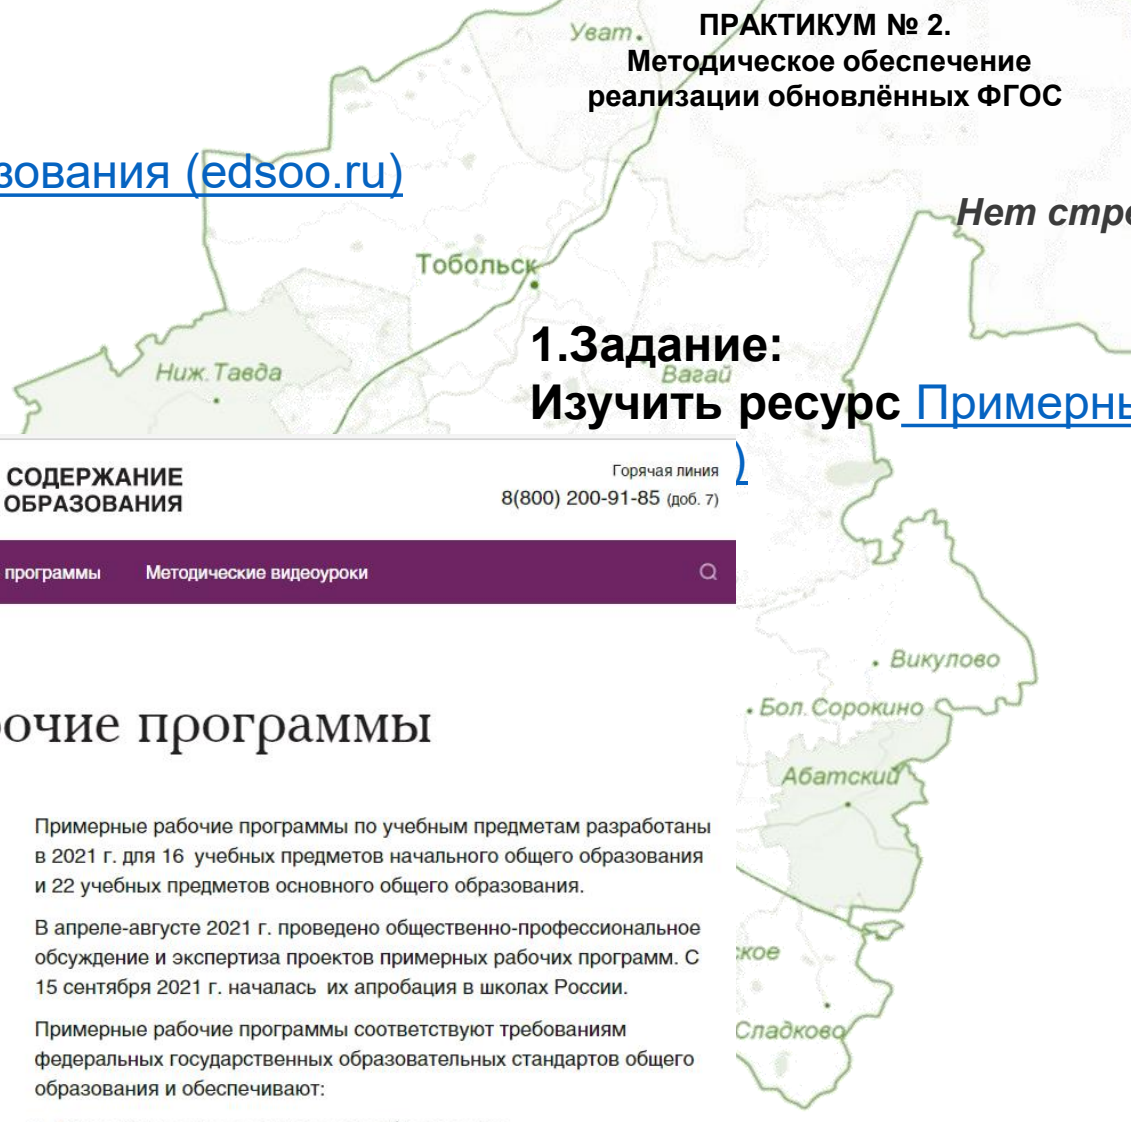 Уват.
ПРАКТИКУМ № 2.
Методическое обеспечение
реализации обновлённых ФГОС
зования (edsoo.ru)
Нет стре
Тобольск
1.Задание:
Ниж.Тавда
Вагай
Изучить ресурс Примерны
)
СОДЕРЖАНИЕ
ОБРАЗОВАНИЯ
Горячая линия
8(800) 200-91-85 (доб. 7)
программы Методические видеоуроки
Викулово
Бол.Сорокино
очие программы
Абатский
Примерные рабочие программы по учебным предметам разработаны
в 2021 г. для 16 учебных предметов начального общего образования
и 22 учебных предметов основного общего образования.
В апреле-августе 2021 г. проведено общественно-профессиональное
обсуждение и экспертиза проектов примерных рабочих программ. С
15 сентября 2021 г. началась их апробация в школах России.
ское
Примерные рабочие программы соответствуют требованиям
федеральных государственных образовательных стандартов общего
образования и обеспечивают:
Сладково